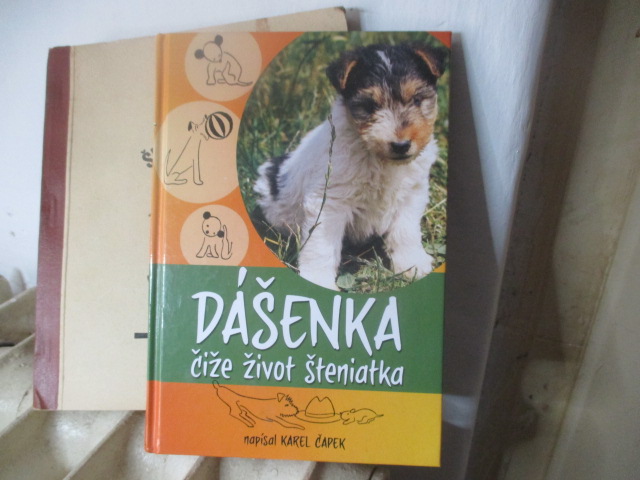 DÁŠENKA
čiže život šteniatka
napísal KAREL ČAPEK